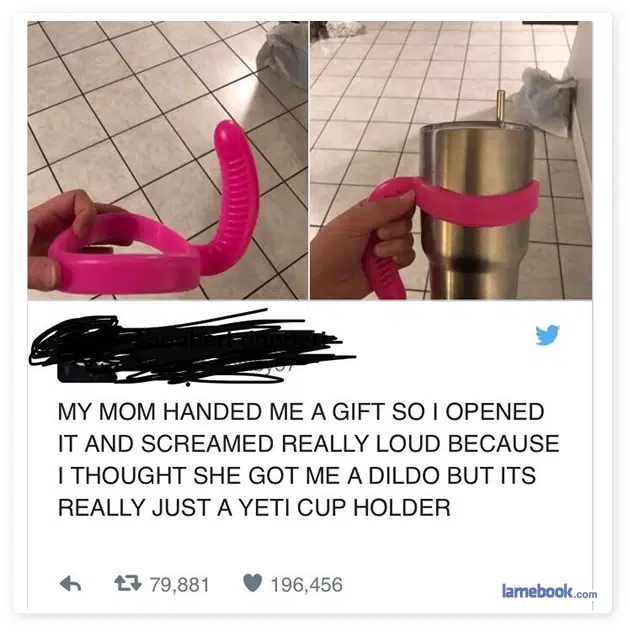 MY MOM HANDED ME A GIFT SO I OPENED
IT AND SCREAMED REALLY LOUD BECAUSE
I THOUGHT SHE GOT ME A DILDO BUT ITS
REALLY JUST A YETI CUP HOLDER
79,881 196,456
lamebook.com